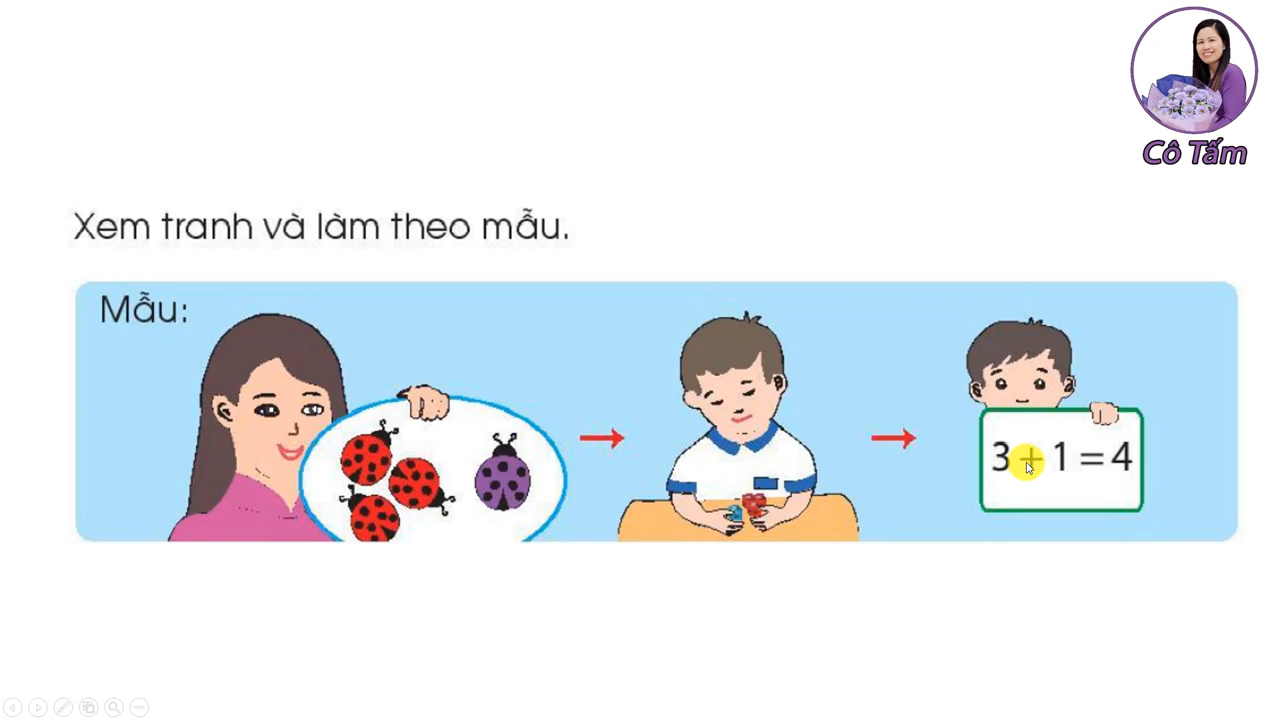 Cô Tấm
Xem tranh và làm theo mẫu.
Mẫu:
3 + 1 = 4